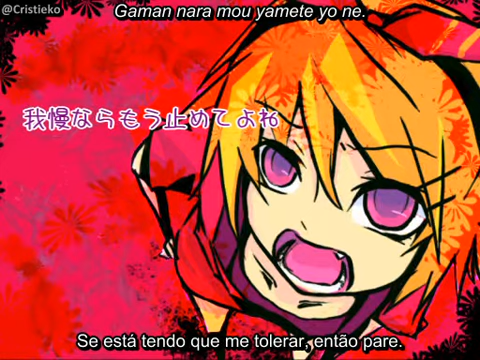 @Cristieko
Gaman nara mou yamete yo ne.
我慢ならもう止めてよね
Se está tendo que me tolerar, então pare.